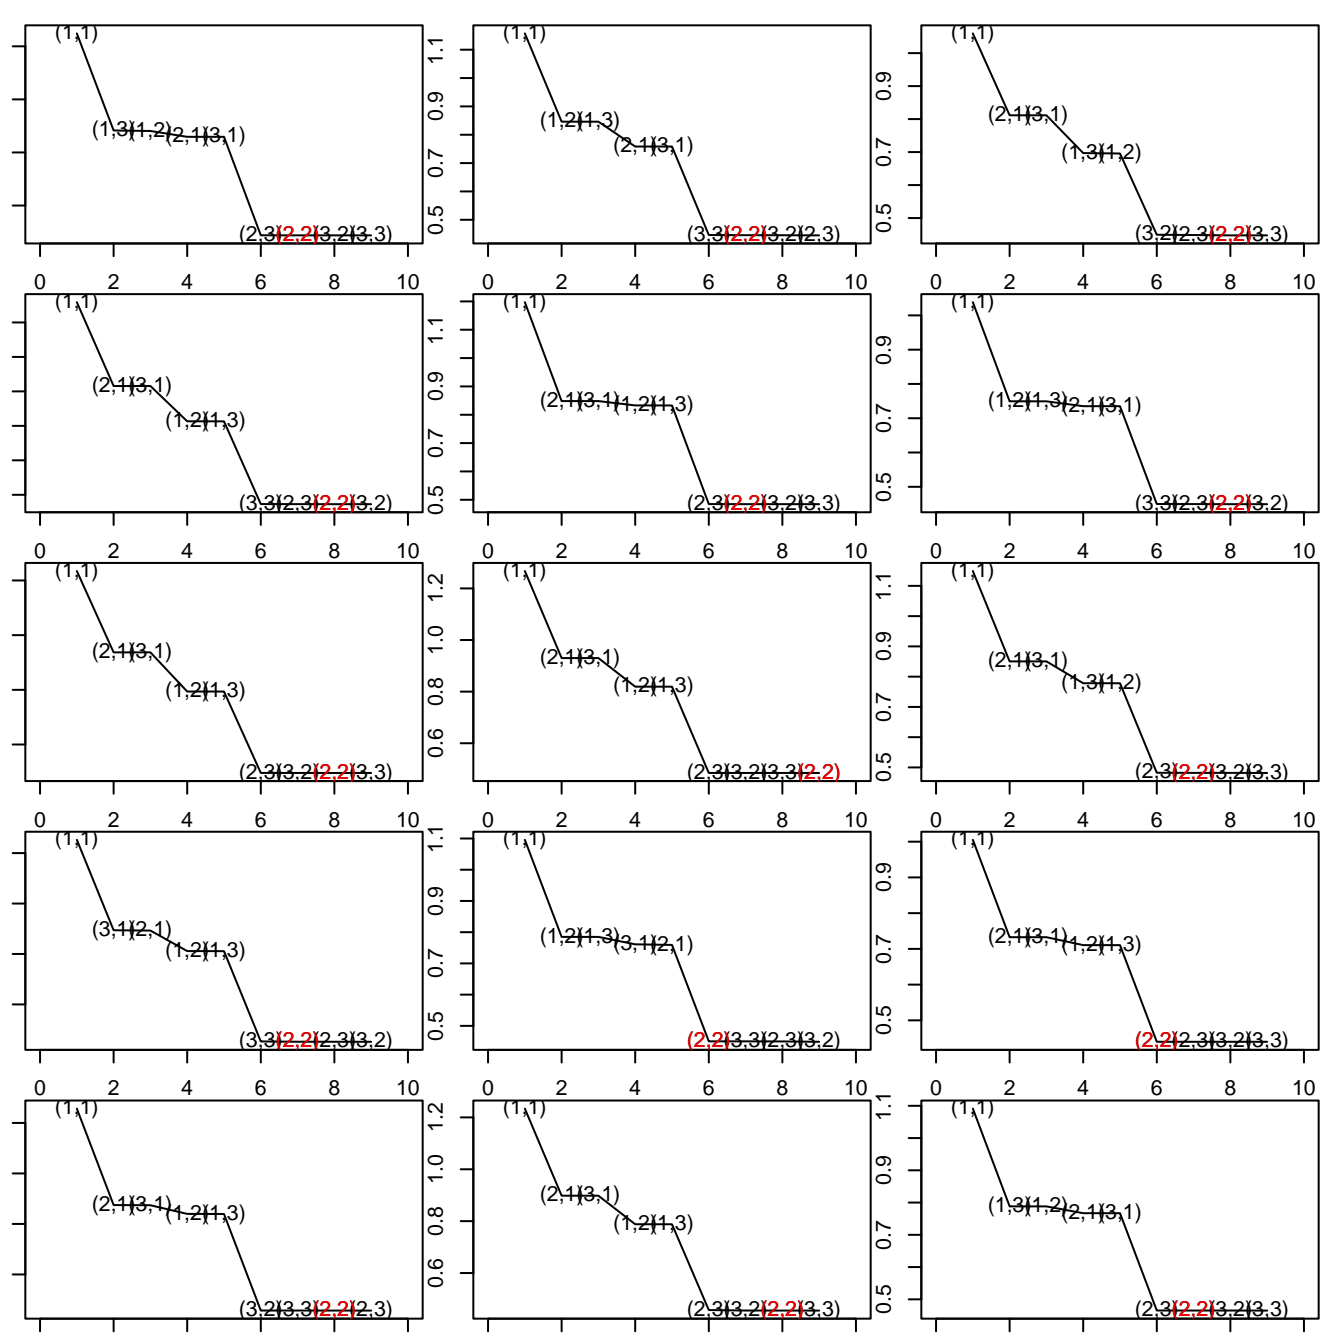 (1,1)
(1,3) (1,2) (2,1) (3,1)
(2,3) (2,2) (3,2) (3,3)
1.1
0.9
0.7
0.5
(1,1)
(1,2) (1,3)
(2,1) (3,1)
(3,3) (2,2) (3,2) (2,3)
0.9
0.7
0.5
(1,1)
(2,1) (3,1)
(1,3) (1,2)
(3,2) (2,3) (2,2) (3,3)
0 2 4 6 8 10
0 2 4 6 8 10
0 2 4 6 8 10
(1,1)
(2,1) (3,1)
(1,2) (1,3)
(3,3) (2,3) (2,2) (3,2)
1.1
0.9
0.7
0.5
(1,1)
(2,1) (3,1) (1,2) (1,3)
(2,3) (2,2) (3,2) (3,3)
0.9
0.7
0.5
(1,1)
(1,2) (1,3) (2,1) (3,1)
(3,3) (2,3) (2,2) (3,2)
0 2 4 6 8 10
0 2 4 6 8 10
0 2 4 6 8 10
(1,1)
(2,1) (3,1)
(1,2) (1,3)
(2,3) (3,2) (2,2) (3,3)
1.2
1.0
0.8
0.6
(1,1)
(2,1) (3,1)
(1,2) (1,3)
(2,3) (3,2) (3,3) (2,2)
1.1
0.9
0.7
0.5
(1,1)
(2,1) (3,1)
(1,3) (1,2)
(2,3) (2,2) (3,2) (3,3)
0 2 4 6 8 10
0 2 4 6 8 10
0 2 4 6 8 10
(1,1)
(3,1) (2,1)
(1,2) (1,3)
(3,3) (2,2) (2,3) (3,2)
1.1
0.9
0.7
0.5
(1,1)
(1,2) (1,3) (3,1) (2,1)
(2,2) (3,3) (2,3) (3,2)
0.9
0.7
0.5
(1,1)
(2,1) (3,1) (1,2) (1,3)
(2,2) (2,3) (3,2) (3,3)
0 2 4 6 8 10
0 2 4 6 8 10
0 2 4 6 8 10
(1,1)
(2,1) (3,1) (1,2) (1,3)
(3,2) (3,3) (2,2) (2,3)
1.2
1.0
0.8
0.6
(1,1)
(2,1) (3,1)
(1,2) (1,3)
(2,3) (3,2) (2,2) (3,3)
1.1
0.9
0.7
0.5
(1,1)
(1,3) (1,2) (2,1) (3,1)
(2,3) (2,2) (3,2) (3,3)